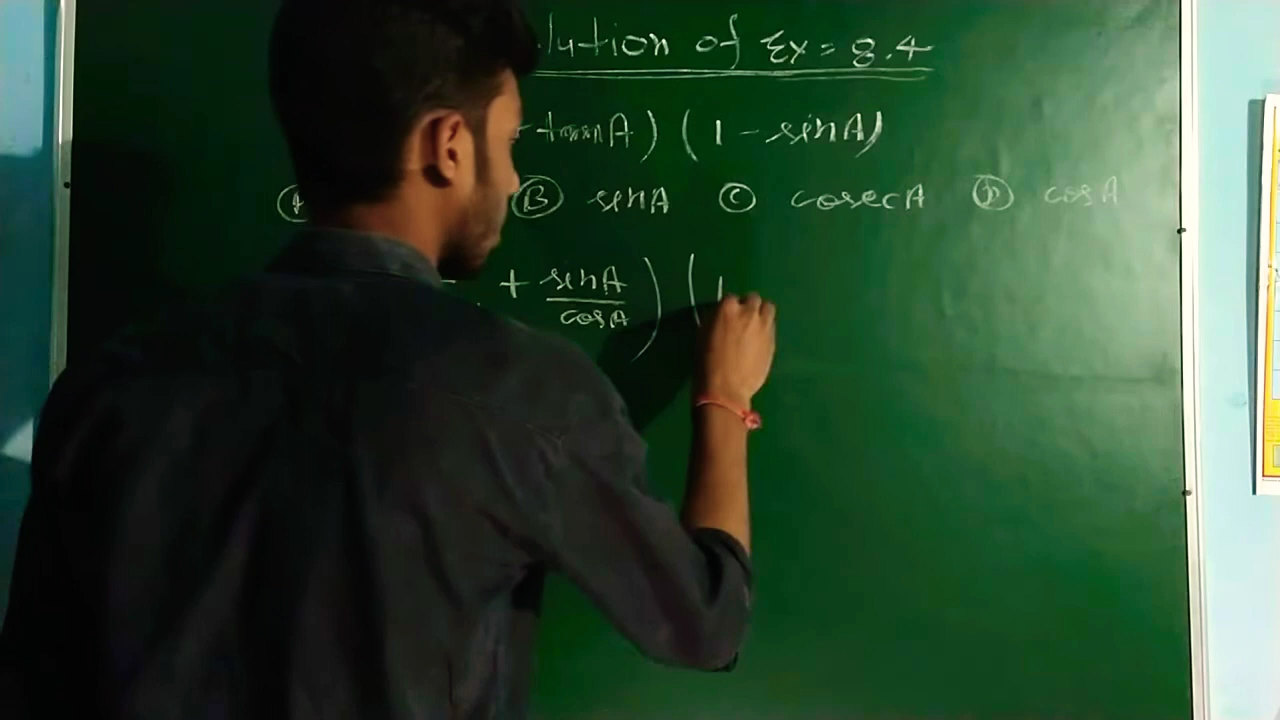 lution of Ex = 8.4
+ tanA) (1 - sinA)
(B) sinA (C) cosecA (D) cosA
+ sinA/cosA) (1